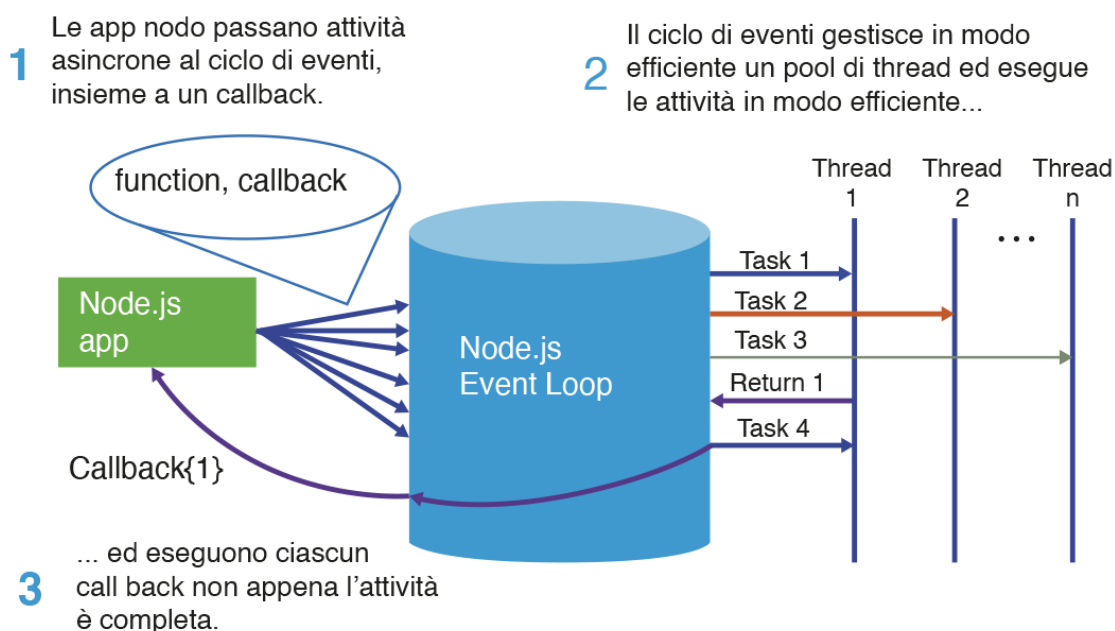 1
Le app nodo passano attività
asincrone al ciclo di eventi,
insieme a un callback.
2
Il ciclo di eventi gestisce in modo
efficiente un pool di thread ed esegue
le attività in modo efficiente...
function, callback
Node.js
app
Node.js
Event Loop
Thread
1
Thread
2
...
Thread
n
Task 1
Task 2
Task 3
Return 1
Task 4
Callback{1}
3
... ed eseguono ciascun
call back non appena l'attività
è completa.